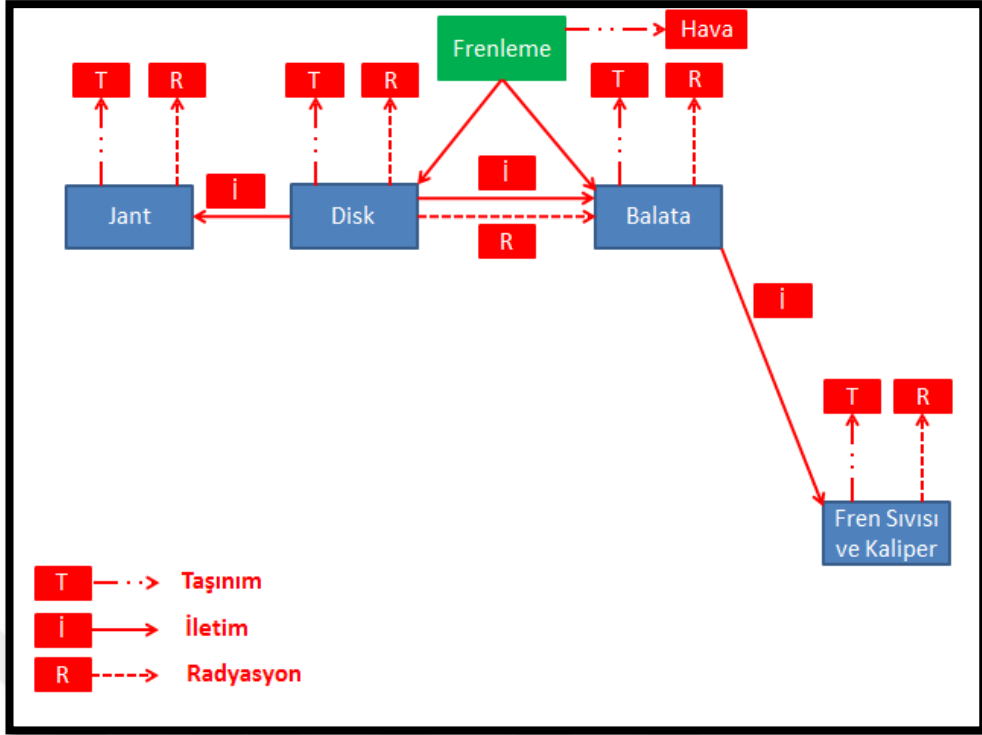 Frenleme
Hava
T
R
T
R
T
R
Jant
İ
Disk
İ
R
Balata
İ
T
R
Fren Sıvısı
ve Kaliper
T
Taşınım
İ
İletim
R
Radyasyon